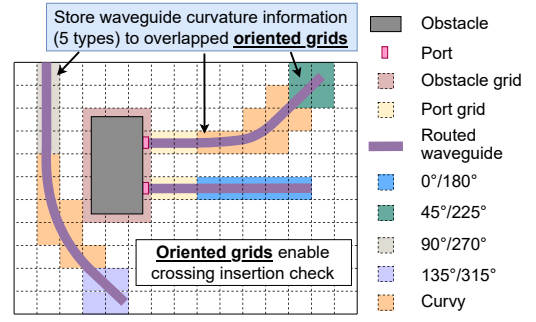 Store waveguide curvature information
(5 types) to overlapped oriented grids
Oriented grids enable
crossing insertion check
Obstacle
Port
Obstacle grid
Port grid
Routed
waveguide
0°/180°
45°/225°
90°/270°
135°/315°
Curvy